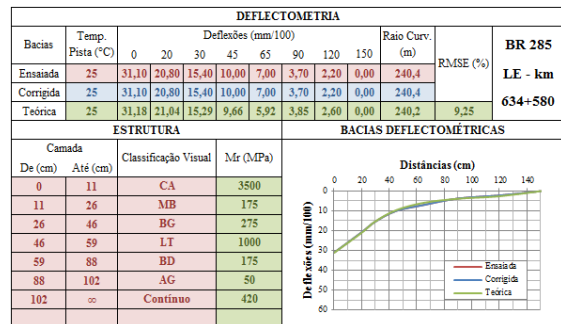 DEFLECTOMETRIA
Bacias Temp. Pista (°C) Deflexões (mm/100) Raio Curv. (m) RMSE (%) BR 285 LE - km 634+580
0 20 30 45 65 90 120 150
Ensaiada 25 31,10 20,80 15,40 10,00 7,00 3,70 2,20 0,00 240,4
Corrigida 25 31,10 20,80 15,40 10,00 7,00 3,70 2,20 0,00 240,4
Teórica 25 31,18 21,04 15,29 9,66 5,92 3,85 2,60 0,00 240,2 9,25
ESTRUTURA
Camada Classificação Visual Mr (MPa)
De (cm) Até (cm)
0 11 CA 3500
11 26 MB 175
26 46 BG 275
46 59 LT 1000
59 88 BD 175
88 102 AG 50
102 ∞ Contínuo 420
BACIAS DEFLECTOMÉTRICAS
Distâncias (cm)
0 20 40 60 80 100 120 140
Deflexões (mm/100)
0
10
20
30
40
50
60
Ensaiada
Corrigida
Teórica